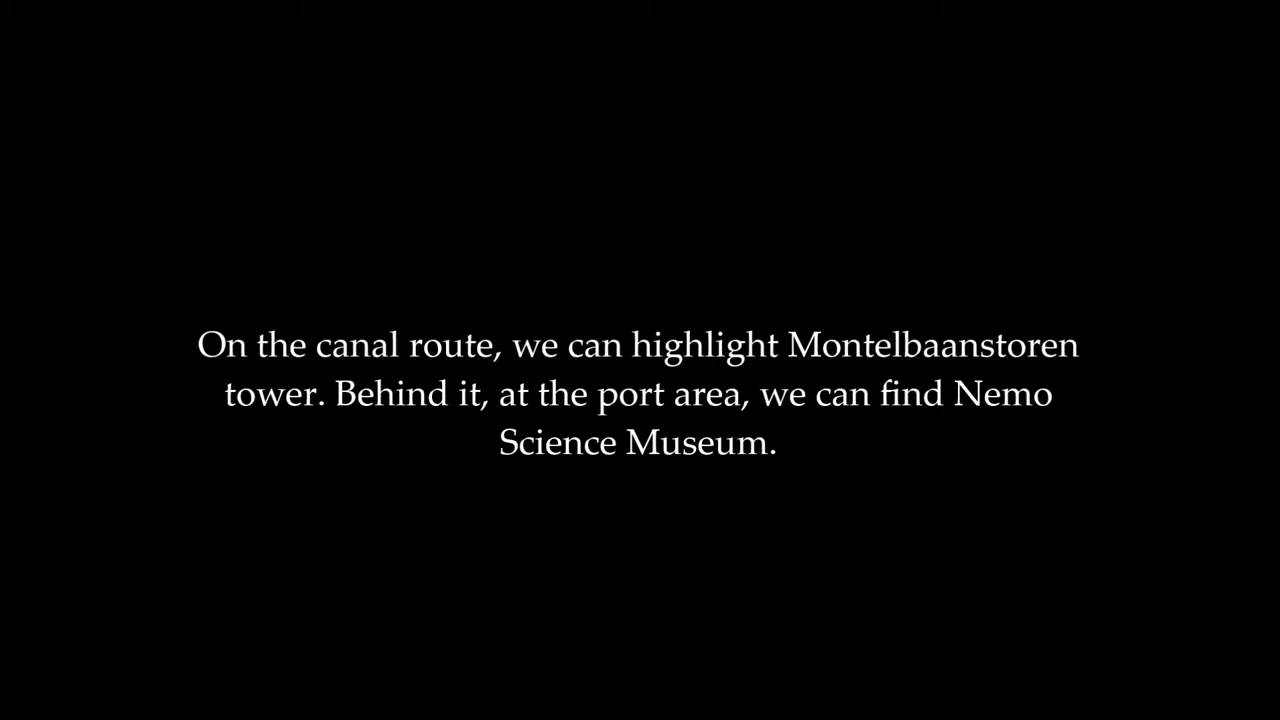 On the canal route, we can highlight Montelbaanstoren
tower. Behind it, at the port area, we can find Nemo
Science Museum.